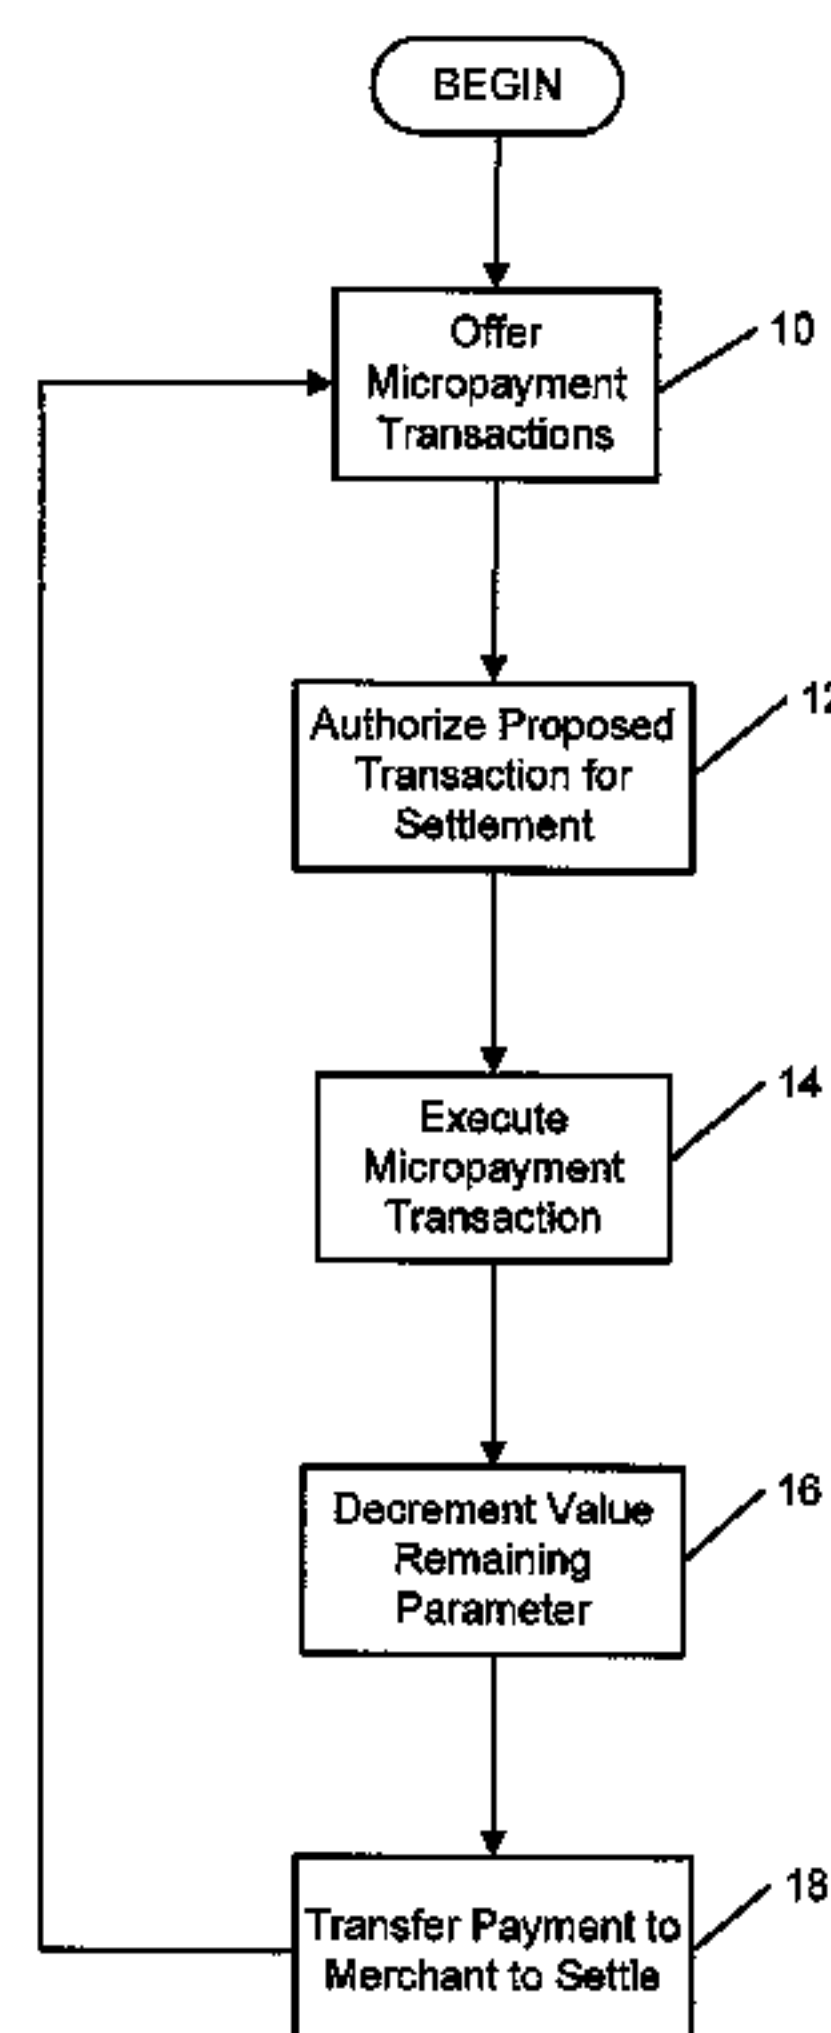 BEGIN
Offer
Micropayment
Transactions
10
Authorize Proposed
Transaction for
Settlement
12
Execute
Micropayment
Transaction
14
Decrement Value
Remaining
Parameter
16
Transfer Payment to
Merchant to Settle
18